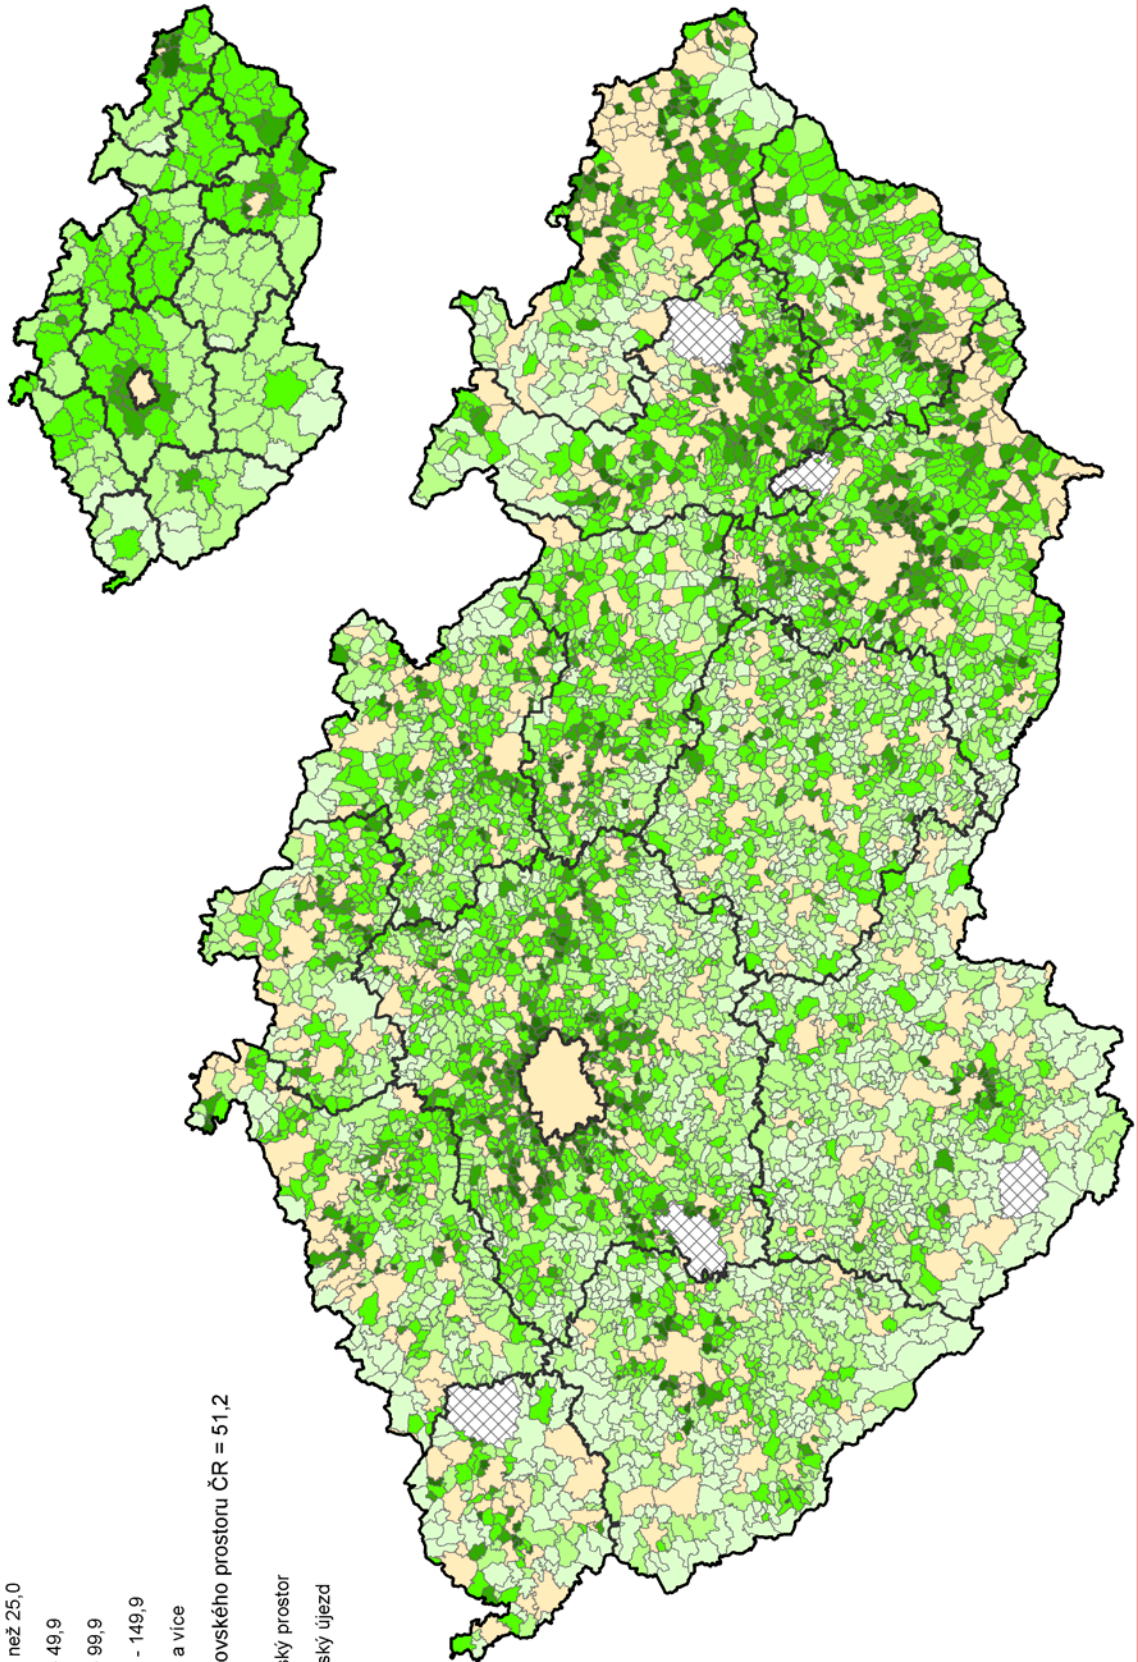 než 25,0
49,9
99,9
- 149,9
a více
ovského prostoru ČR = 51,2
ský prostor
ský újezd